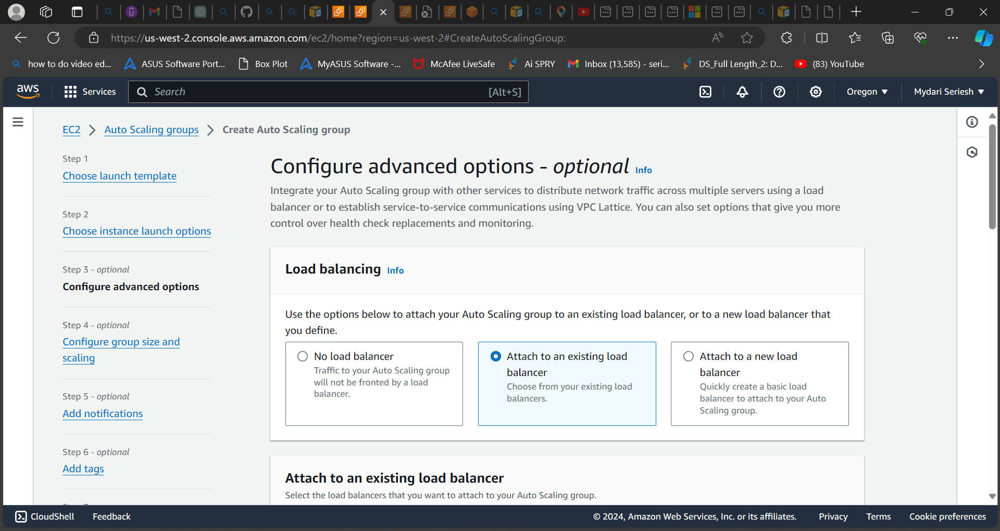 https://us-west-2.console.aws.amazon.com/ec2/home?region=us-west-2#CreateAutoScalingGroup:
how to do video ed...
ASUS Software Port...
Box Plot
MyASUS Software -...
McAfee LiveSafe
Ai SPRY
Inbox (13,585) - seri...
DS_Full Length_2: D...
(83) YouTube
aws
Services
Search
[Alt+S]
Oregon
Mydari Seriesh
EC2
Auto Scaling groups
Create Auto Scaling group
Step 1
Choose launch template
Step 2
Choose instance launch options
Step 3 - optional
Configure advanced options
Step 4 - optional
Configure group size and
scaling
Step 5 - optional
Add notifications
Step 6 - optional
Add tags
Configure advanced options - optional Info
Integrate your Auto Scaling group with other services to distribute network traffic across multiple servers using a load
balancer or to establish service-to-service communications using VPC Lattice. You can also set options that give you more
control over health check replacements and monitoring.
Load balancing Info
Use the options below to attach your Auto Scaling group to an existing load balancer, or to a new load balancer that
you define.
No load balancer
Traffic to your Auto Scaling group
will not be fronted by a load
balancer.
Attach to an existing load
balancer
Choose from your existing load
balancers.
Attach to a new load
balancer
Quickly create a basic load
balancer to attach to your Auto
Scaling group.
Attach to an existing load balancer
Select the load balancers that you want to attach to your Auto Scaling group.
CloudShell
Feedback
© 2024, Amazon Web Services, Inc. or its affiliates.
Privacy
Terms
Cookie preferences